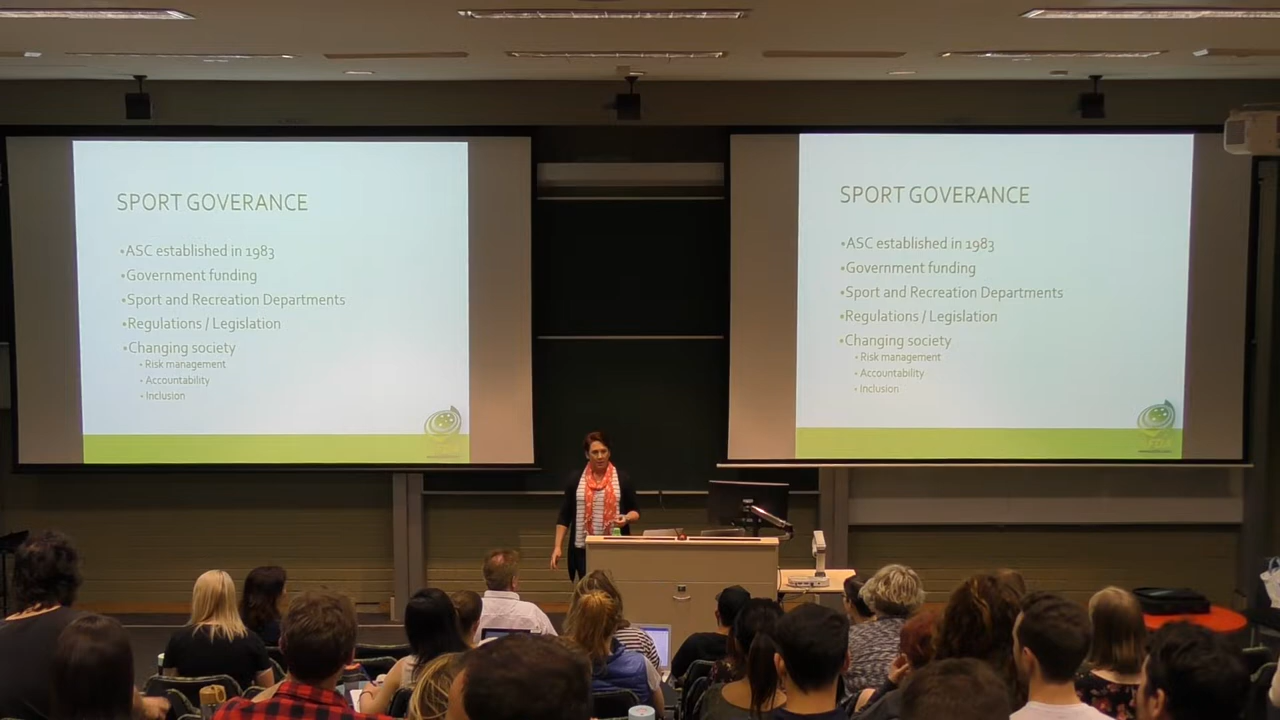 SPORT GOVERANCE
•ASC established in 1983
•Government funding
•Sport and Recreation Departments
•Regulations / Legislation
•Changing society
• Risk management
• Accountability
• Inclusion
SPORT GOVERANCE
•ASC established in 1983
•Government funding
•Sport and Recreation Departments
•Regulations / Legislation
•Changing society
• Risk management
• Accountability
• Inclusion